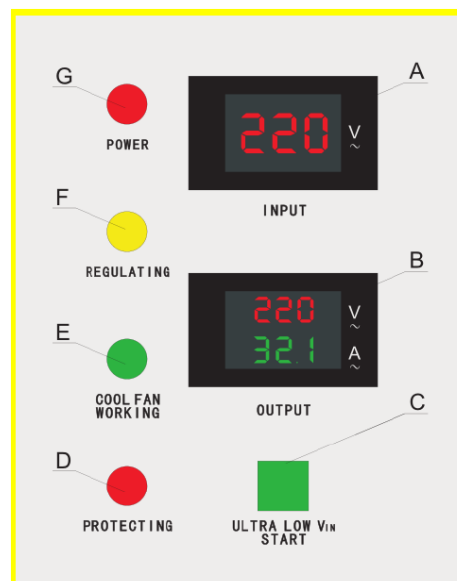 G
A
220 V
~
POWER
INPUT
F
REGULATING
B
220 V
~
32.1 A
~
OUTPUT
E
COOL FAN
WORKING
C
D
PROTECTING
ULTRA LOW VIN
START